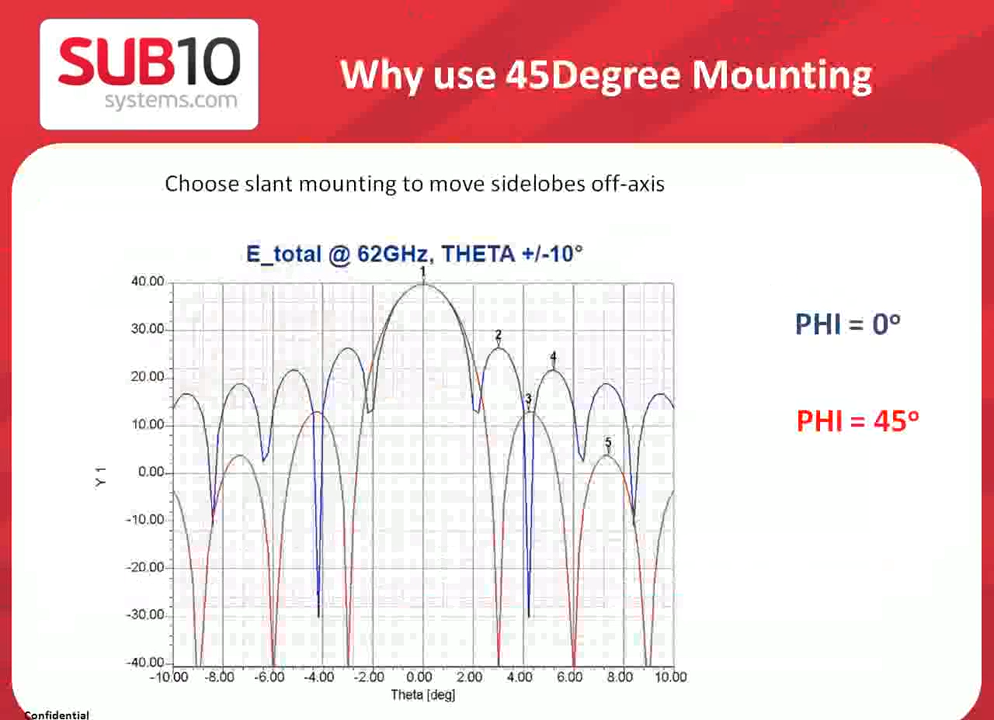 SUB10
systems.com
Why use 45Degree Mounting
Choose slant mounting to move sidelobes off-axis
E_total @ 62GHz, THETA +/-10°
1
2
4
3
5
40.00
30.00
20.00
10.00
0.00
-10.00
-20.00
-30.00
-40.00
Y 1
-10.00 -8.00 -6.00 -4.00 -2.00 0.00 2.00 4.00 6.00 8.00 10.00
Theta [deg]
PHI = 0º
PHI = 45º
Confidential